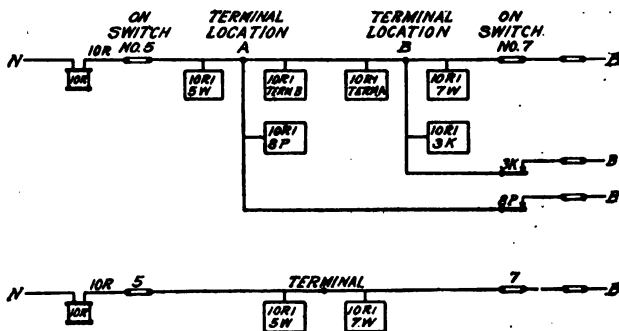 ON SWITCH NO.5
TERMINAL LOCATION A
TERMINAL LOCATION B
ON SWITCH NO.7
N
10R
10R
B
10R1 5W
10R1 TERM B
10R1 TERM A
10R1 7W
10R1 8P
10R1 3K
3K
B
8P
B
N
10R
10R
5
TERMINAL
7
B
10R1 5W
10R1 7W